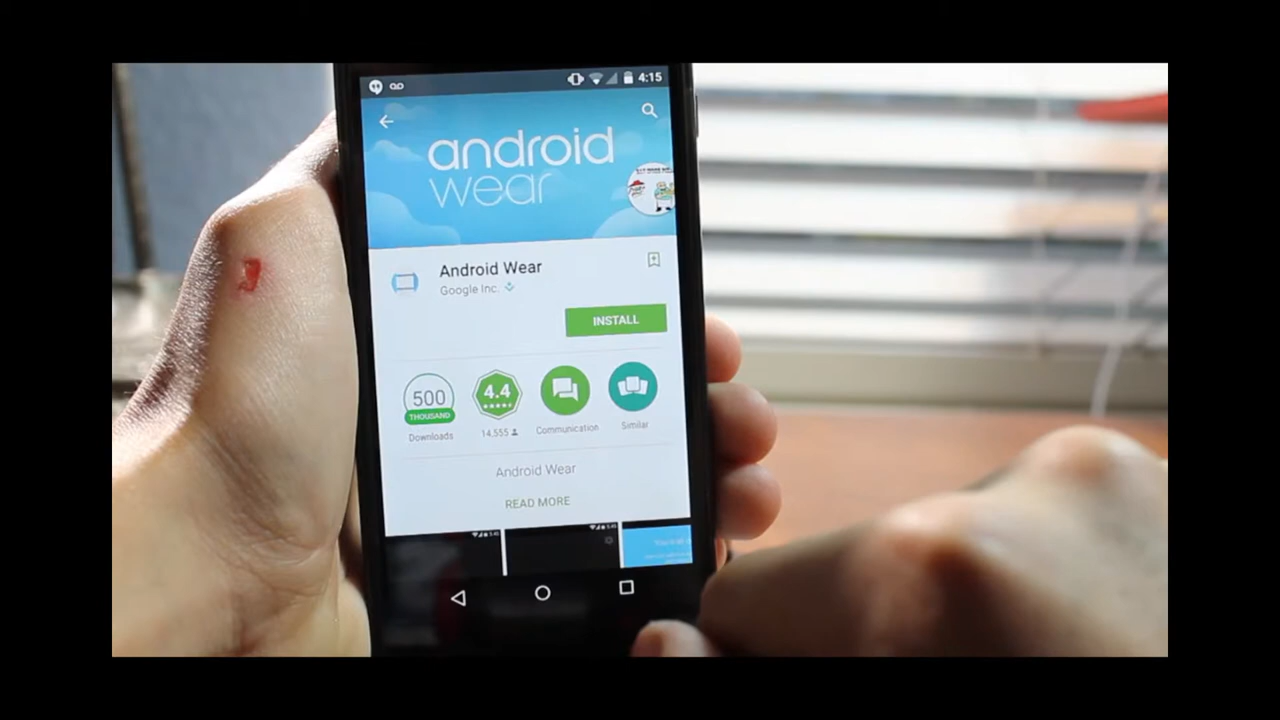 4:15
android
wear
Android Wear
Google Inc.
INSTALL
500
THOUSAND
Downloads
4.4
14,555
Communication
Similar
Android Wear
READ MORE